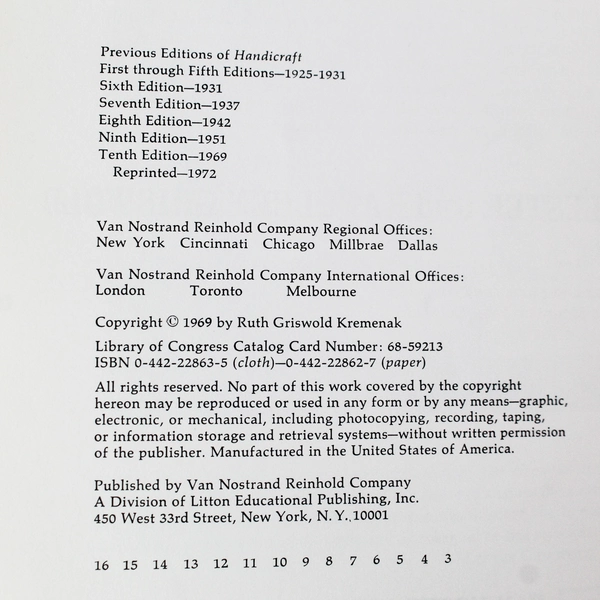 Previous Editions of Handicraft
First through Fifth Editions—1925-1931
Sixth Edition—1931
Seventh Edition—1937
Eighth Edition—1942
Ninth Edition—1951
Tenth Edition—1969
Reprinted—1972
Van Nostrand Reinhold Company Regional Offices:
New York Cincinnati Chicago Millbrae Dallas
Van Nostrand Reinhold Company International Offices:
London Toronto Melbourne
Copyright © 1969 by Ruth Griswold Kremenak
Library of Congress Catalog Card Number: 68-59213
ISBN 0-442-22863-5 (cloth)—0-442-22862-7 (paper)
All rights reserved. No part of this work covered by the copyright
hereon may be reproduced or used in any form or by any means—graphic,
electronic, or mechanical, including photocopying, recording, taping,
or information storage and retrieval systems—without written permission
of the publisher. Manufactured in the United States of America.
Published by Van Nostrand Reinhold Company
A Division of Litton Educational Publishing, Inc.
450 West 33rd Street, New York, N.Y. 10001
16 15 14 13 12 11 10 9 8 7 6 5 4 3